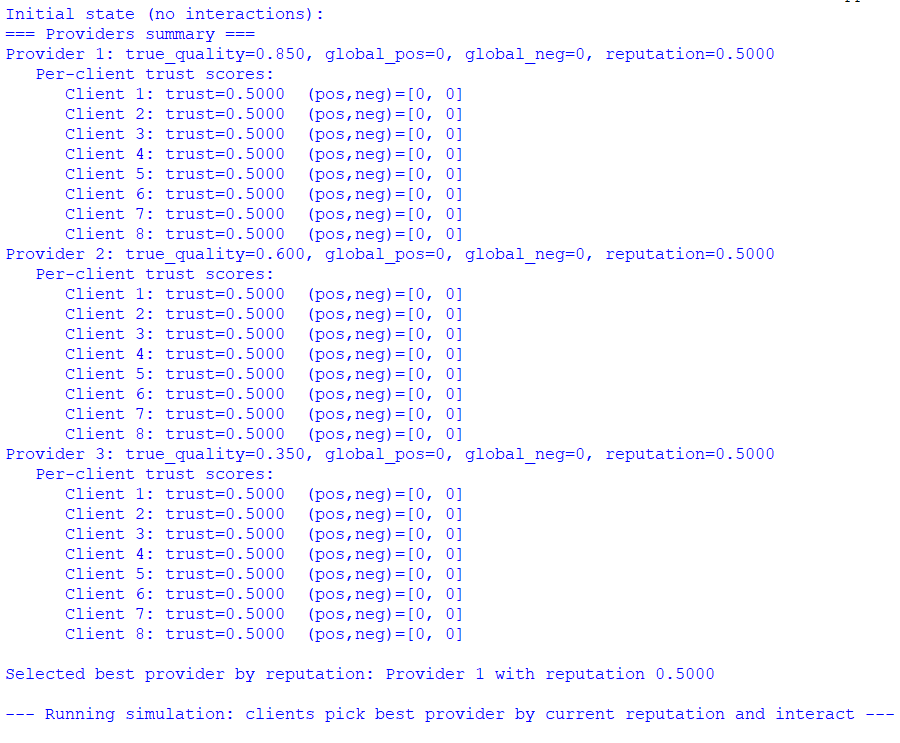 Initial state (no interactions):
=== Providers summary ===
Provider 1: true_quality=0.850, global_pos=0, global_neg=0, reputation=0.5000
   Per-client trust scores:
      Client 1: trust=0.5000  (pos,neg)=[0, 0]
      Client 2: trust=0.5000  (pos,neg)=[0, 0]
      Client 3: trust=0.5000  (pos,neg)=[0, 0]
      Client 4: trust=0.5000  (pos,neg)=[0, 0]
      Client 5: trust=0.5000  (pos,neg)=[0, 0]
      Client 6: trust=0.5000  (pos,neg)=[0, 0]
      Client 7: trust=0.5000  (pos,neg)=[0, 0]
      Client 8: trust=0.5000  (pos,neg)=[0, 0]
Provider 2: true_quality=0.600, global_pos=0, global_neg=0, reputation=0.5000
   Per-client trust scores:
      Client 1: trust=0.5000  (pos,neg)=[0, 0]
      Client 2: trust=0.5000  (pos,neg)=[0, 0]
      Client 3: trust=0.5000  (pos,neg)=[0, 0]
      Client 4: trust=0.5000  (pos,neg)=[0, 0]
      Client 5: trust=0.5000  (pos,neg)=[0, 0]
      Client 6: trust=0.5000  (pos,neg)=[0, 0]
      Client 7: trust=0.5000  (pos,neg)=[0, 0]
      Client 8: trust=0.5000  (pos,neg)=[0, 0]
Provider 3: true_quality=0.350, global_pos=0, global_neg=0, reputation=0.5000
   Per-client trust scores:
      Client 1: trust=0.5000  (pos,neg)=[0, 0]
      Client 2: trust=0.5000  (pos,neg)=[0, 0]
      Client 3: trust=0.5000  (pos,neg)=[0, 0]
      Client 4: trust=0.5000  (pos,neg)=[0, 0]
      Client 5: trust=0.5000  (pos,neg)=[0, 0]
      Client 6: trust=0.5000  (pos,neg)=[0, 0]
      Client 7: trust=0.5000  (pos,neg)=[0, 0]
      Client 8: trust=0.5000  (pos,neg)=[0, 0]

Selected best provider by reputation: Provider 1 with reputation 0.5000

--- Running simulation: clients pick best provider by current reputation and interact ---